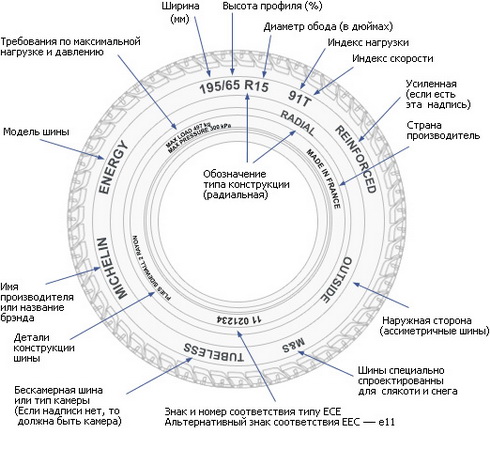 Ширина
(мм)
Высота профиля (%)
Диаметр обода (в дюймах)
Индекс нагрузки
Индекс скорости
Требования по максимальной
нагрузке и давлению
Усиленная
(если есть
эта надпись)
Страна
производитель
Модель шины
Обозначение
типа конструкции
(радиальная)
195/65 R15
91T
RADIAL
REINFORCED
MADE IN FRANCE
MAX LOAD 497 kg
MAX PRESSURE 300 kPa
ENERGY
MICHELIN
PLIES SIDEWALL 2 RAYON
OUTSIDE
11 021234
TUBELESS
M&S
Имя
производителя
или название
брэнда
Детали
конструкции
шины
Бескамерная шина
или тип камеры
(Если надписи нет, то
должна быть камера)
Знак и номер соответствия типу ECE
Альтернативный знак соответствия EEC — e11
Наружная сторона
(ассиметричные шины)
Шины специально
спроектированны
для слякоти и снега